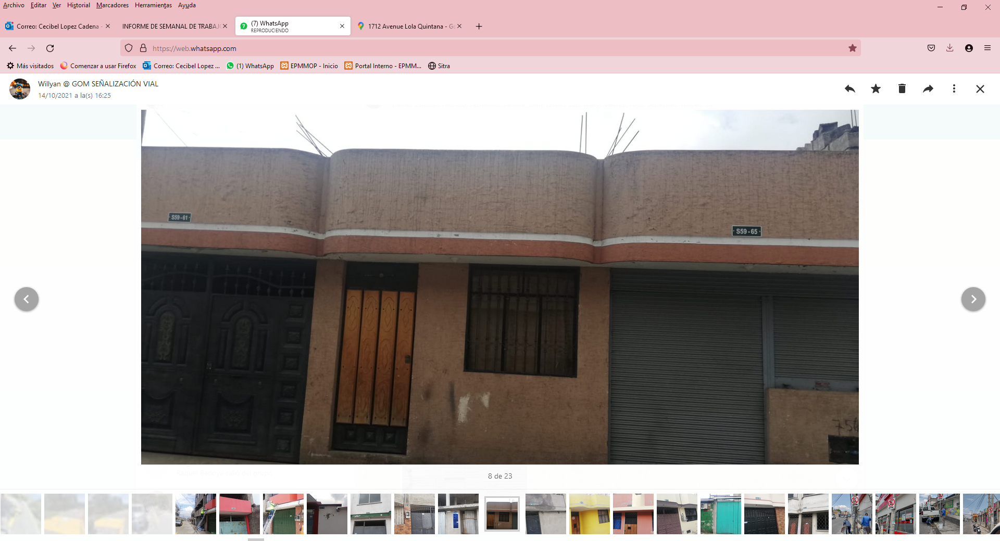 Archivo Editar Ver Historial Marcadores Herramientas Ayuda
Correo: Cecibel Lopez Cadena -
INFORME DE SEMANAL DE TRABAJO
(7) WhatsApp
REPRODUCIENDO
1712 Avenue Lola Quintana - Go
https://web.whatsapp.com
Más visitados
Comenzar a usar Firefox
Correo: Cecibel Lopez ...
(1) WhatsApp
EPMMOP - Inicio
Portal Interno - EPMM...
Sitra
Willyan @ GOM SEÑALIZACIÓN VIAL
14/10/2021 a la(s) 16:25
S59-61
S59-65
8 de 23